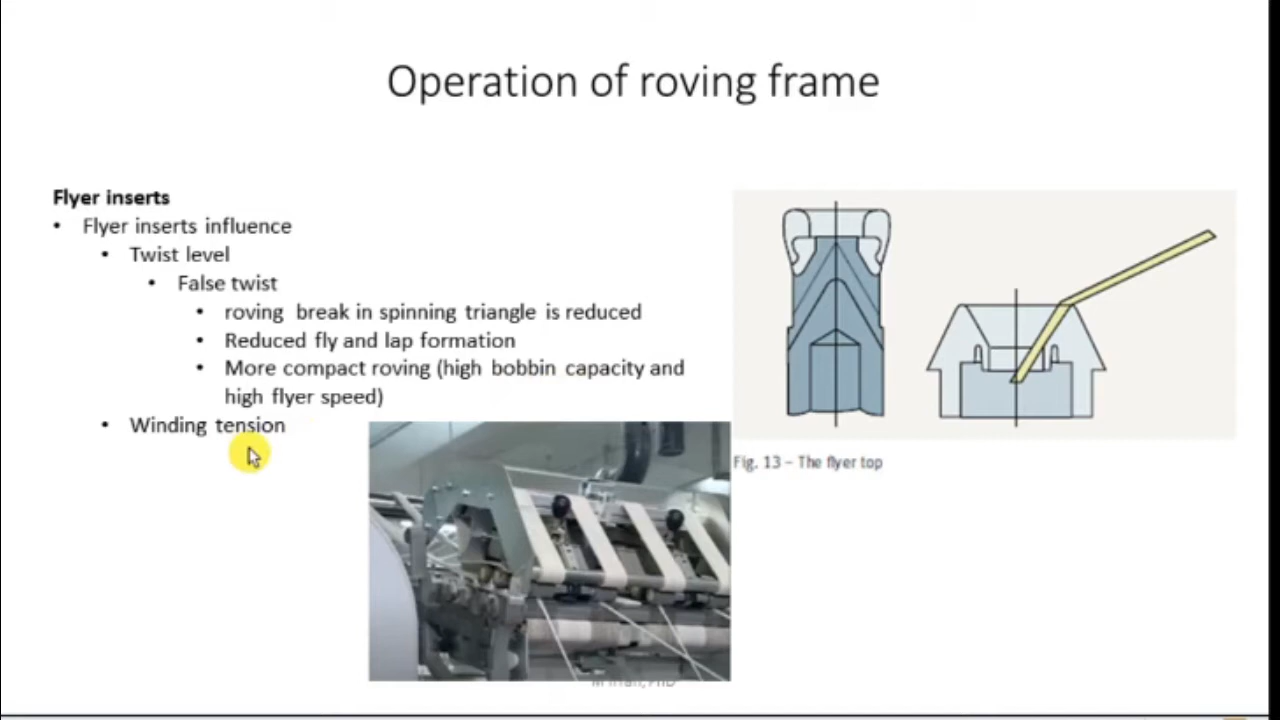 Operation of roving frame
Flyer inserts
• Flyer inserts influence
• Twist level
• False twist
• roving break in spinning triangle is reduced
• Reduced fly and lap formation
• More compact roving (high bobbin capacity and
high flyer speed)
• Winding tension
Fig. 13 – The flyer top